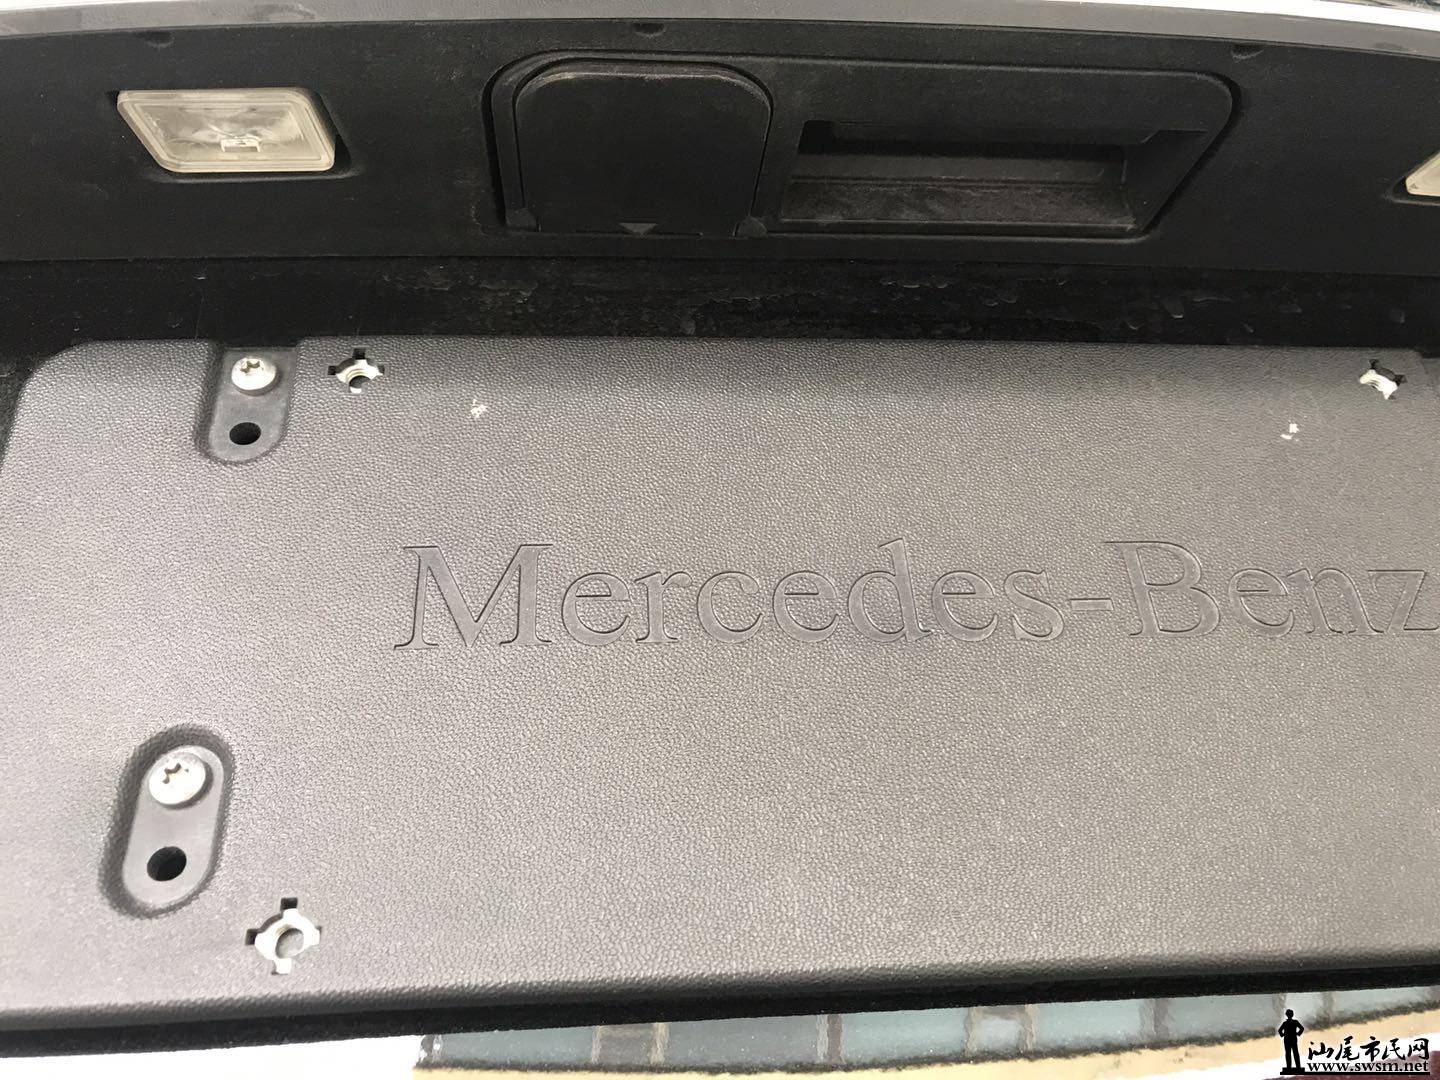 Mercedes-Benz
汕尾市民网
www.swsm.net